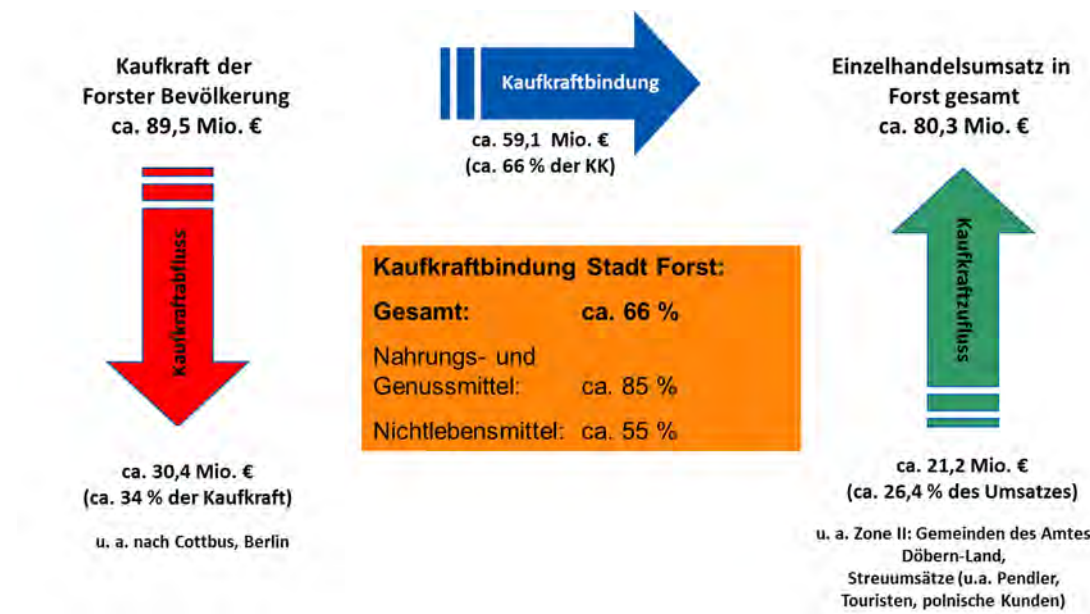 Kaufkraft der
Forster Bevölkerung
ca. 89,5 Mio. €
Kaufkraftabfluss
ca. 30,4 Mio. €
(ca. 34 % der Kaufkraft)
u. a. nach Cottbus, Berlin
Kaufkraftbindung
ca. 59,1 Mio. €
(ca. 66 % der KK)
Kaufkraftbindung Stadt Forst:
Gesamt: ca. 66 %
Nahrungs- und
Genussmittel: ca. 85 %
Nichtlebensmittel: ca. 55 %
Einzelhandelsumsatz in
Forst gesamt
ca. 80,3 Mio. €
Kaufkraftzufluss
ca. 21,2 Mio. €
(ca. 26,4 % des Umsatzes)
u. a. Zone II: Gemeinden des Amtes
Döbern-Land,
Streuumsätze (u.a. Pendler,
Touristen, polnische Kunden)